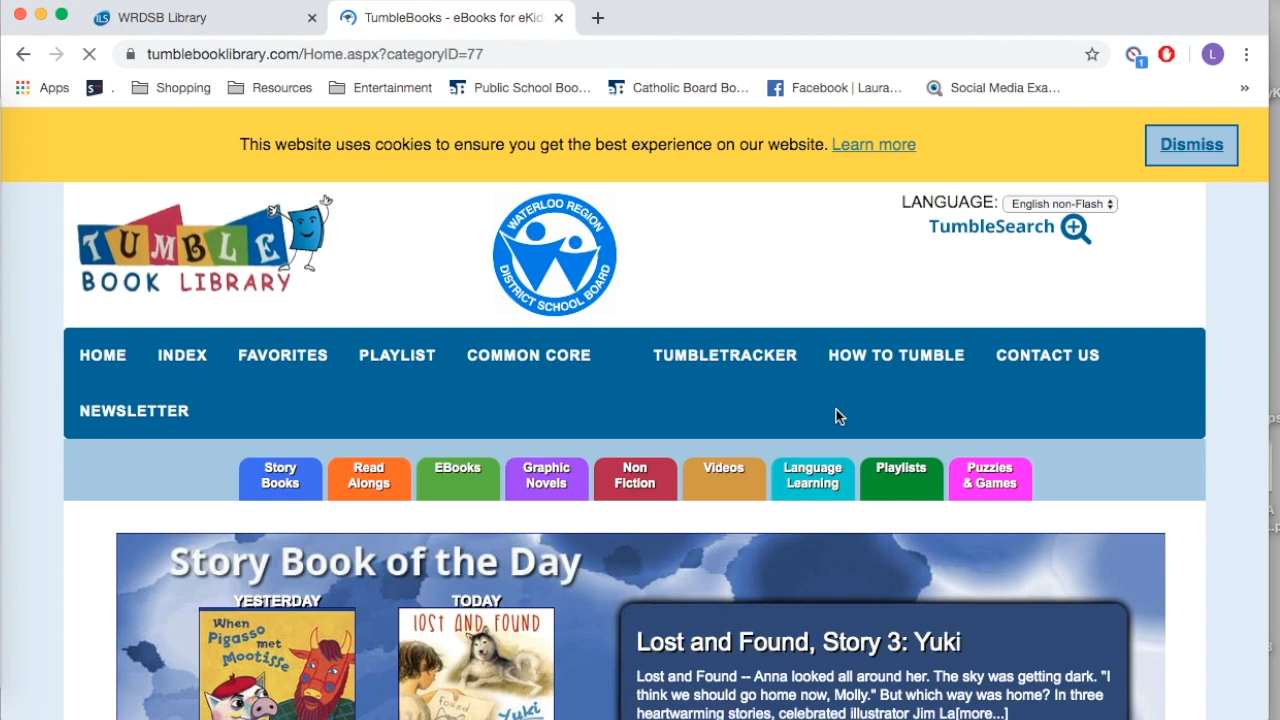 WRDSB Library
TumbleBooks - eBooks for eKid
tumblebooklibrary.com/Home.aspx?categoryID=77
1
L
Apps
.
Shopping
Resources
Entertainment
Public School Boo...
Catholic Board Bo...
Facebook | Laura...
Social Media Exa...
»
This website uses cookies to ensure you get the best experience on our website. Learn more
Dismiss
TUMBLE
BOOK LIBRARY
WATERLOO REGION
DISTRICT SCHOOL BOARD
LANGUAGE: English non-Flash
TumbleSearch
HOME INDEX FAVORITES PLAYLIST COMMON CORE TUMBLETRACKER HOW TO TUMBLE CONTACT US
NEWSLETTER
Story
Books
Read
Alongs
EBooks
Graphic
Novels
Non
Fiction
Videos
Language
Learning
Playlists
Puzzles
& Games
Story Book of the Day
YESTERDAY
When
Pigasso
met
Mootisse
TODAY
LOST AND FOUND
found
Yuki
Lost and Found, Story 3: Yuki
Lost and Found -- Anna looked all around her. The sky was getting dark. "I
think we should go home now, Molly." But which way was home? In three
heartwarming stories, celebrated illustrator Jim La[more...]